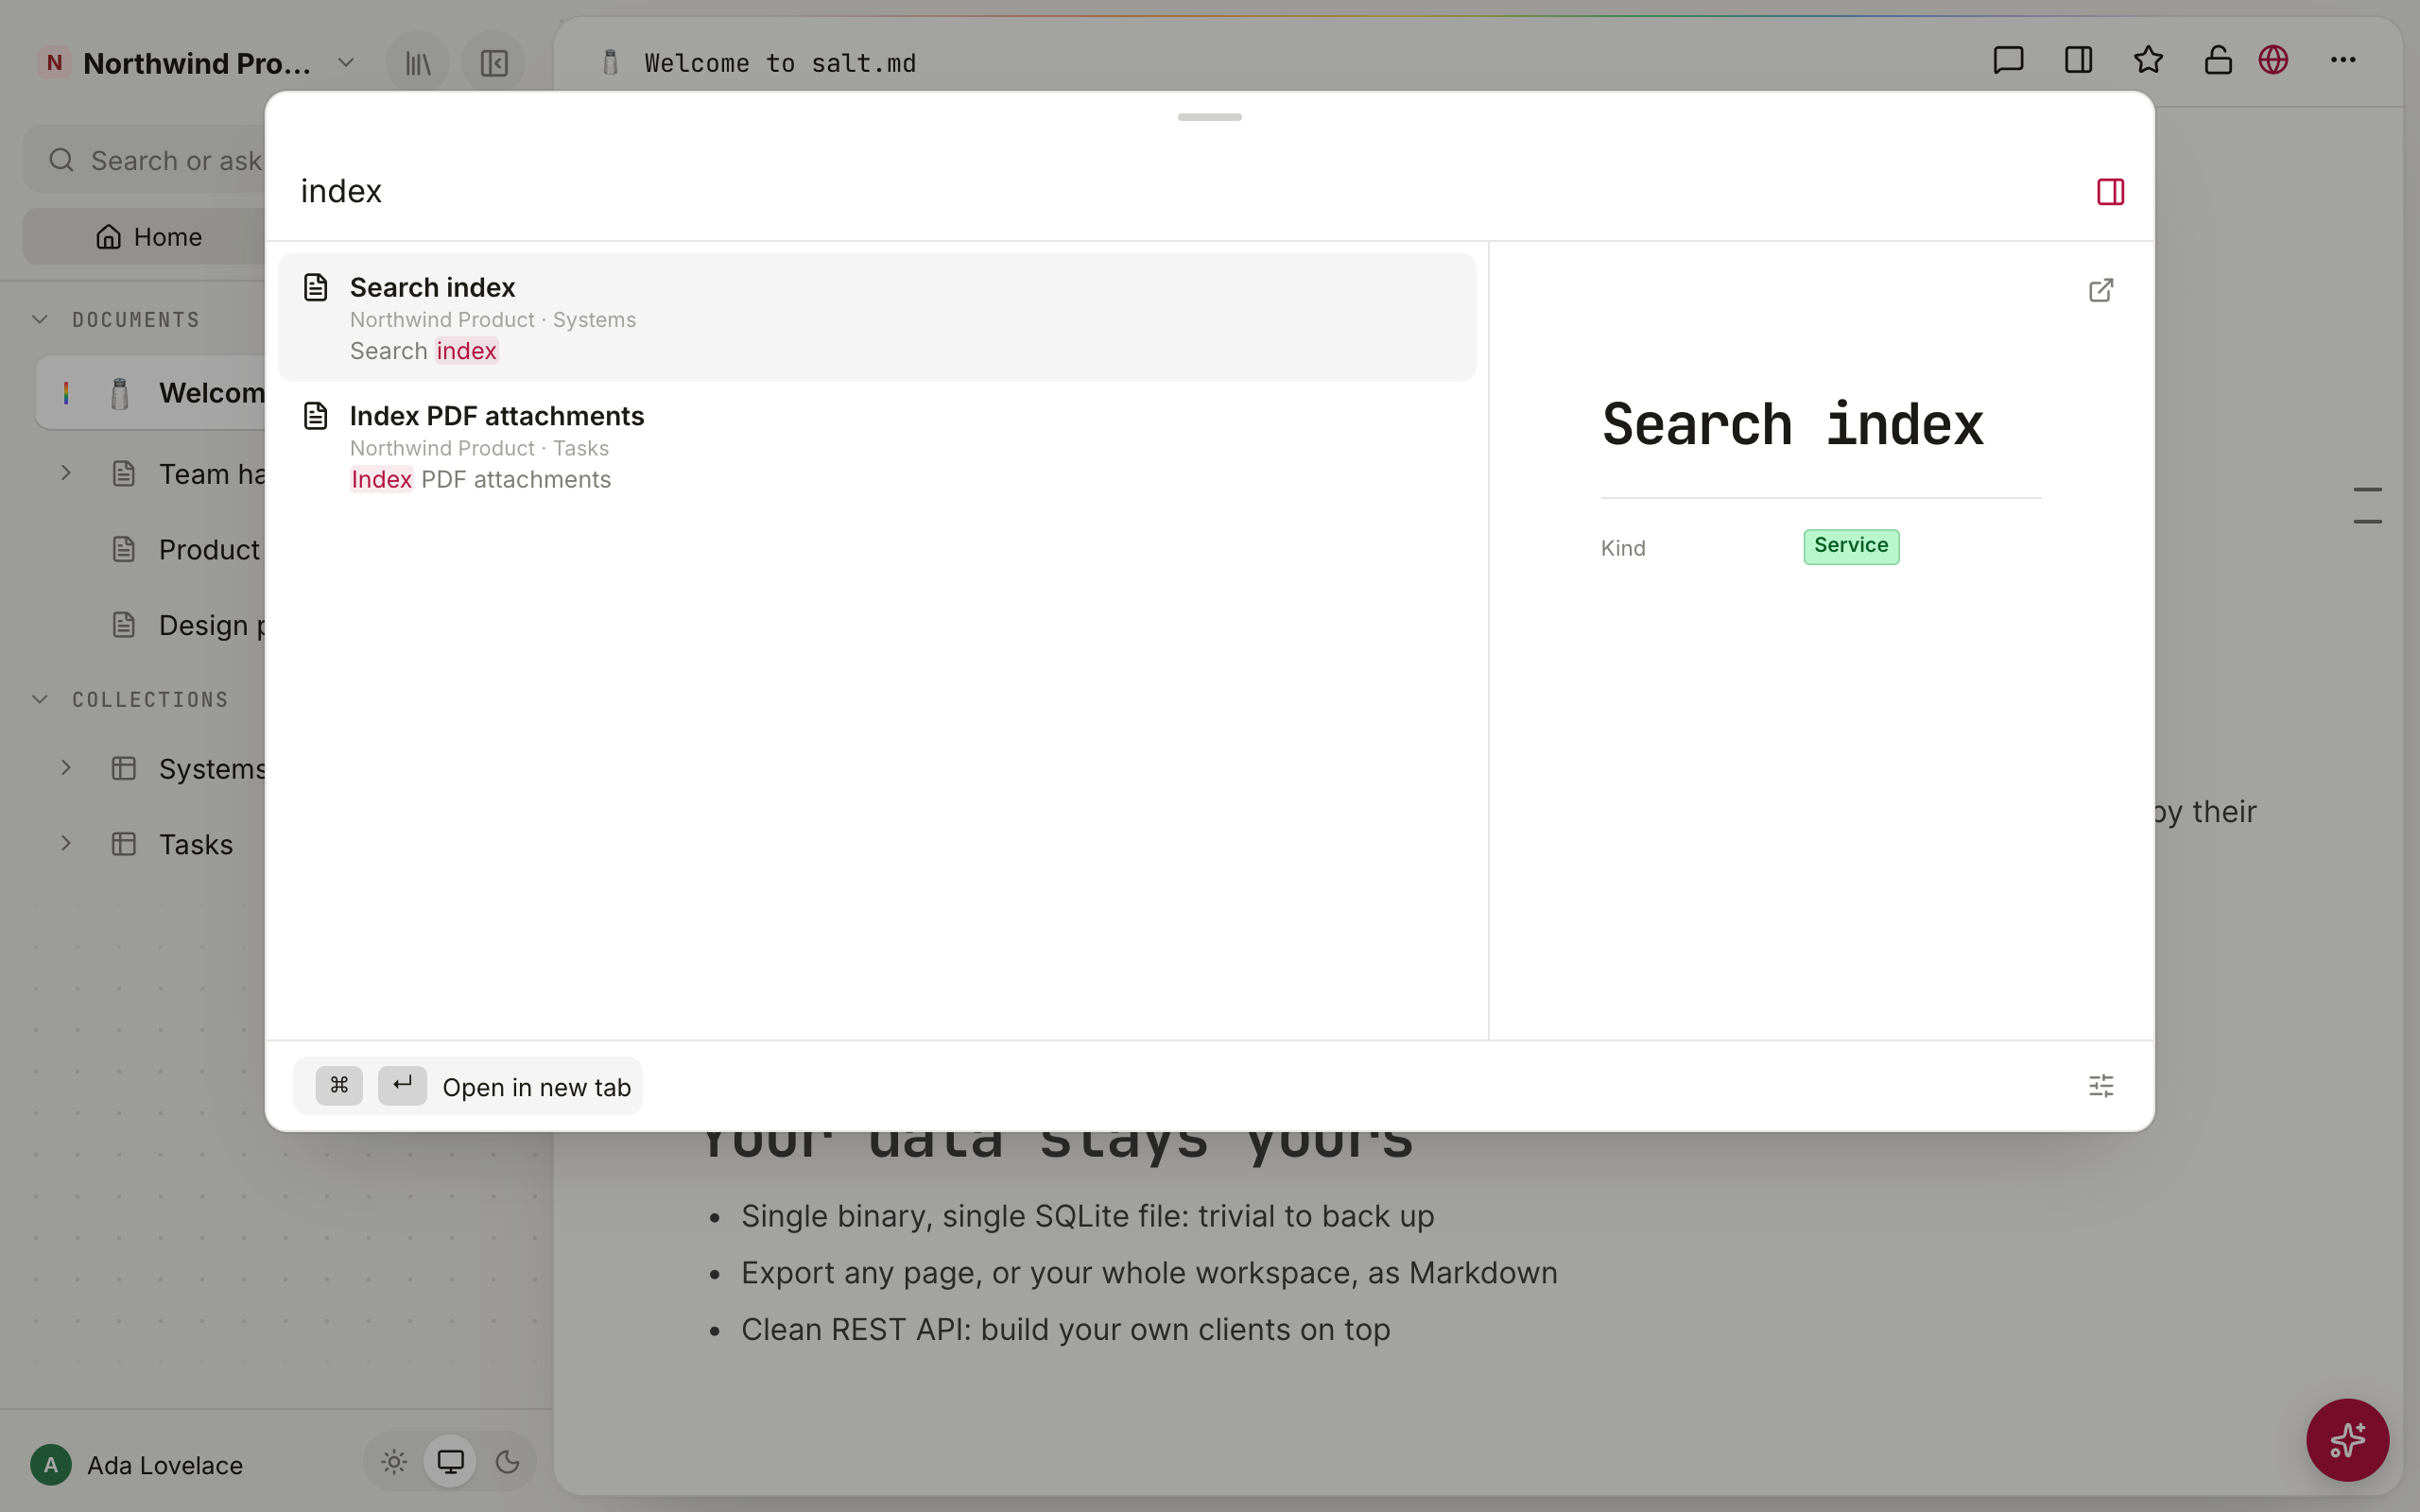 N Northwind Pro...
Welcome to salt.md
Search or ask
Home
DOCUMENTS
Welcom
Team ha
Product
Design p
COLLECTIONS
Systems
Tasks
A Ada Lovelace
index
Search index
Northwind Product · Systems
Search index
Index PDF attachments
Northwind Product · Tasks
Index PDF attachments
Search index
Kind Service
⌘ ↵ Open in new tab
by their
Your data stays yours
• Single binary, single SQLite file: trivial to back up
• Export any page, or your whole workspace, as Markdown
• Clean REST API: build your own clients on top